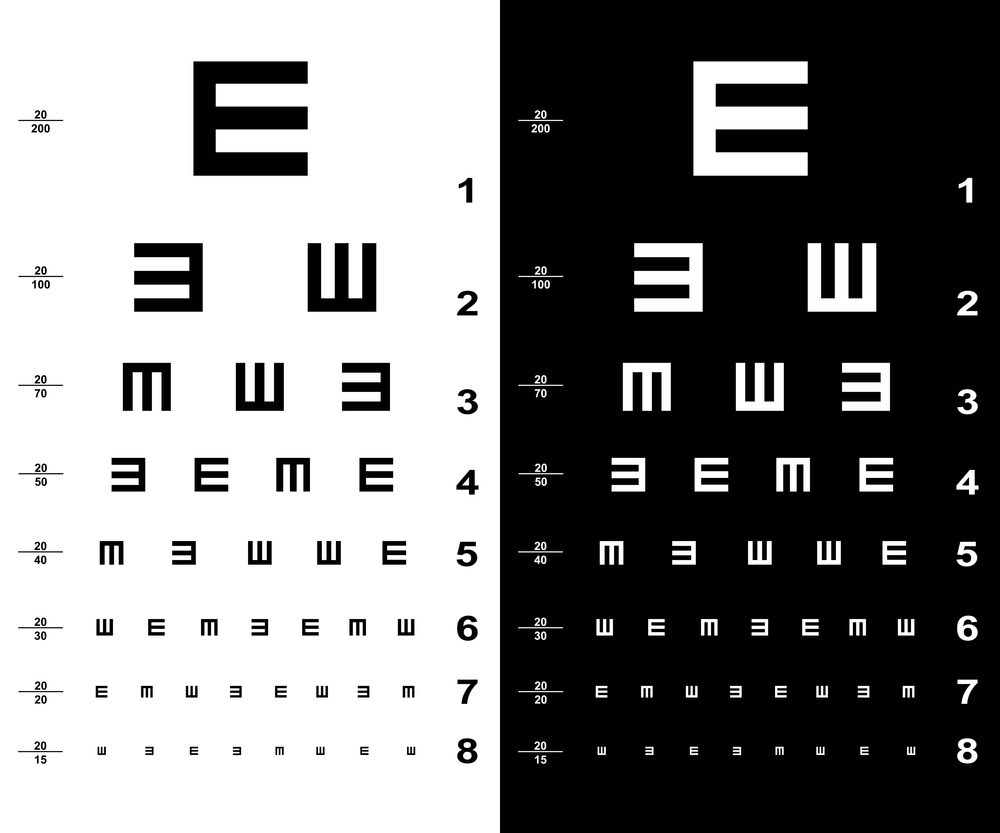 20/200 E 1
20/100 Ǝ Ш 2
20/70 M Ш Ǝ 3
20/50 Ǝ E M E 4
20/40 M Ǝ Ш Ш E 5
20/30 Ш E M Ǝ E M Ш 6
20/20 E M Ш Ǝ E Ш Ǝ M 7
20/15 Ш Ǝ E Ǝ M Ш E Ш 8
20/200 E 1
20/100 Ǝ Ш 2
20/70 M Ш Ǝ 3
20/50 Ǝ E M E 4
20/40 M Ǝ Ш Ш E 5
20/30 Ш E M Ǝ E M Ш 6
20/20 E M Ш Ǝ E Ш Ǝ M 7
20/15 Ш Ǝ E Ǝ M Ш E Ш 8